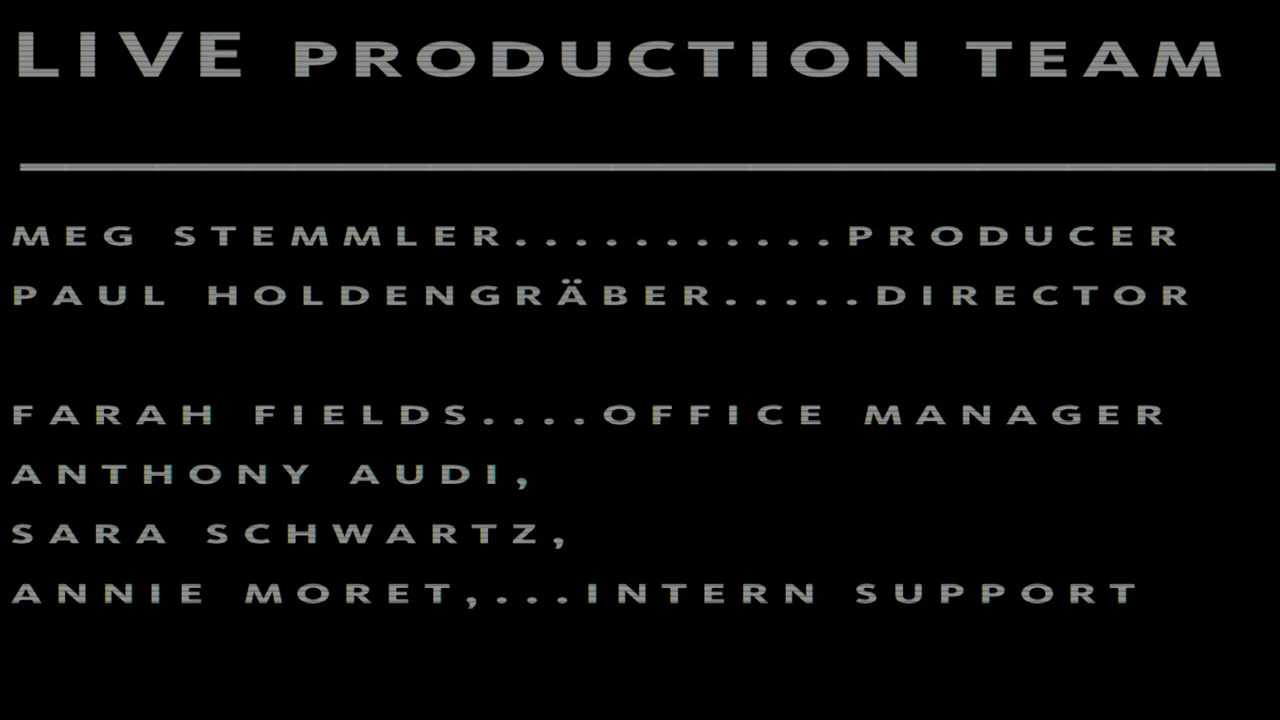 LIVE PRODUCTION TEAM
MEG STEMMLER...........PRODUCER
PAUL HOLDENGRÄBER.....DIRECTOR
FARAH FIELDS....OFFICE MANAGER
ANTHONY AUDI,
SARA SCHWARTZ,
ANNIE MORET,...INTERN SUPPORT